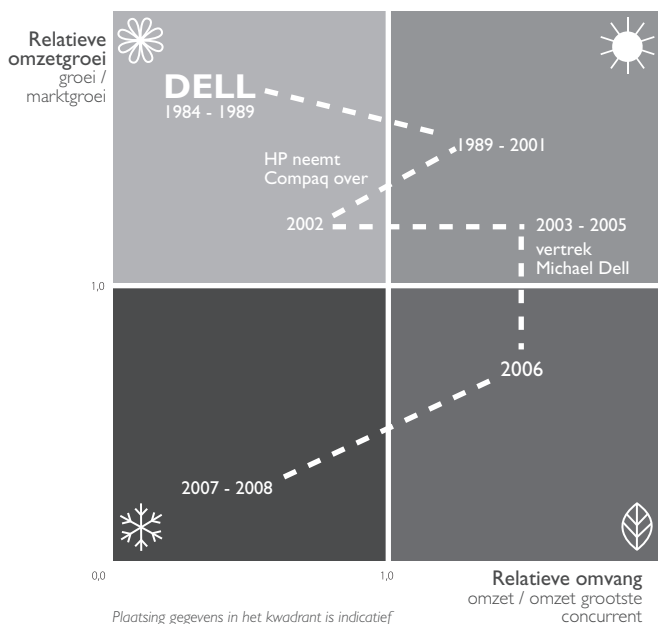 Relatieve
omzetgroei
groei /
marktgroei
DELL
1984 - 1989
1989 - 2001
HP neemt
Compaq over
2002
2003 - 2005
vertrek
Michael Dell
1,0
2006
2007 - 2008
0,0
1,0
Relatieve omvang
omzet / omzet grootste
concurrent
Plaatsing gegevens in het kwadrant is indicatief